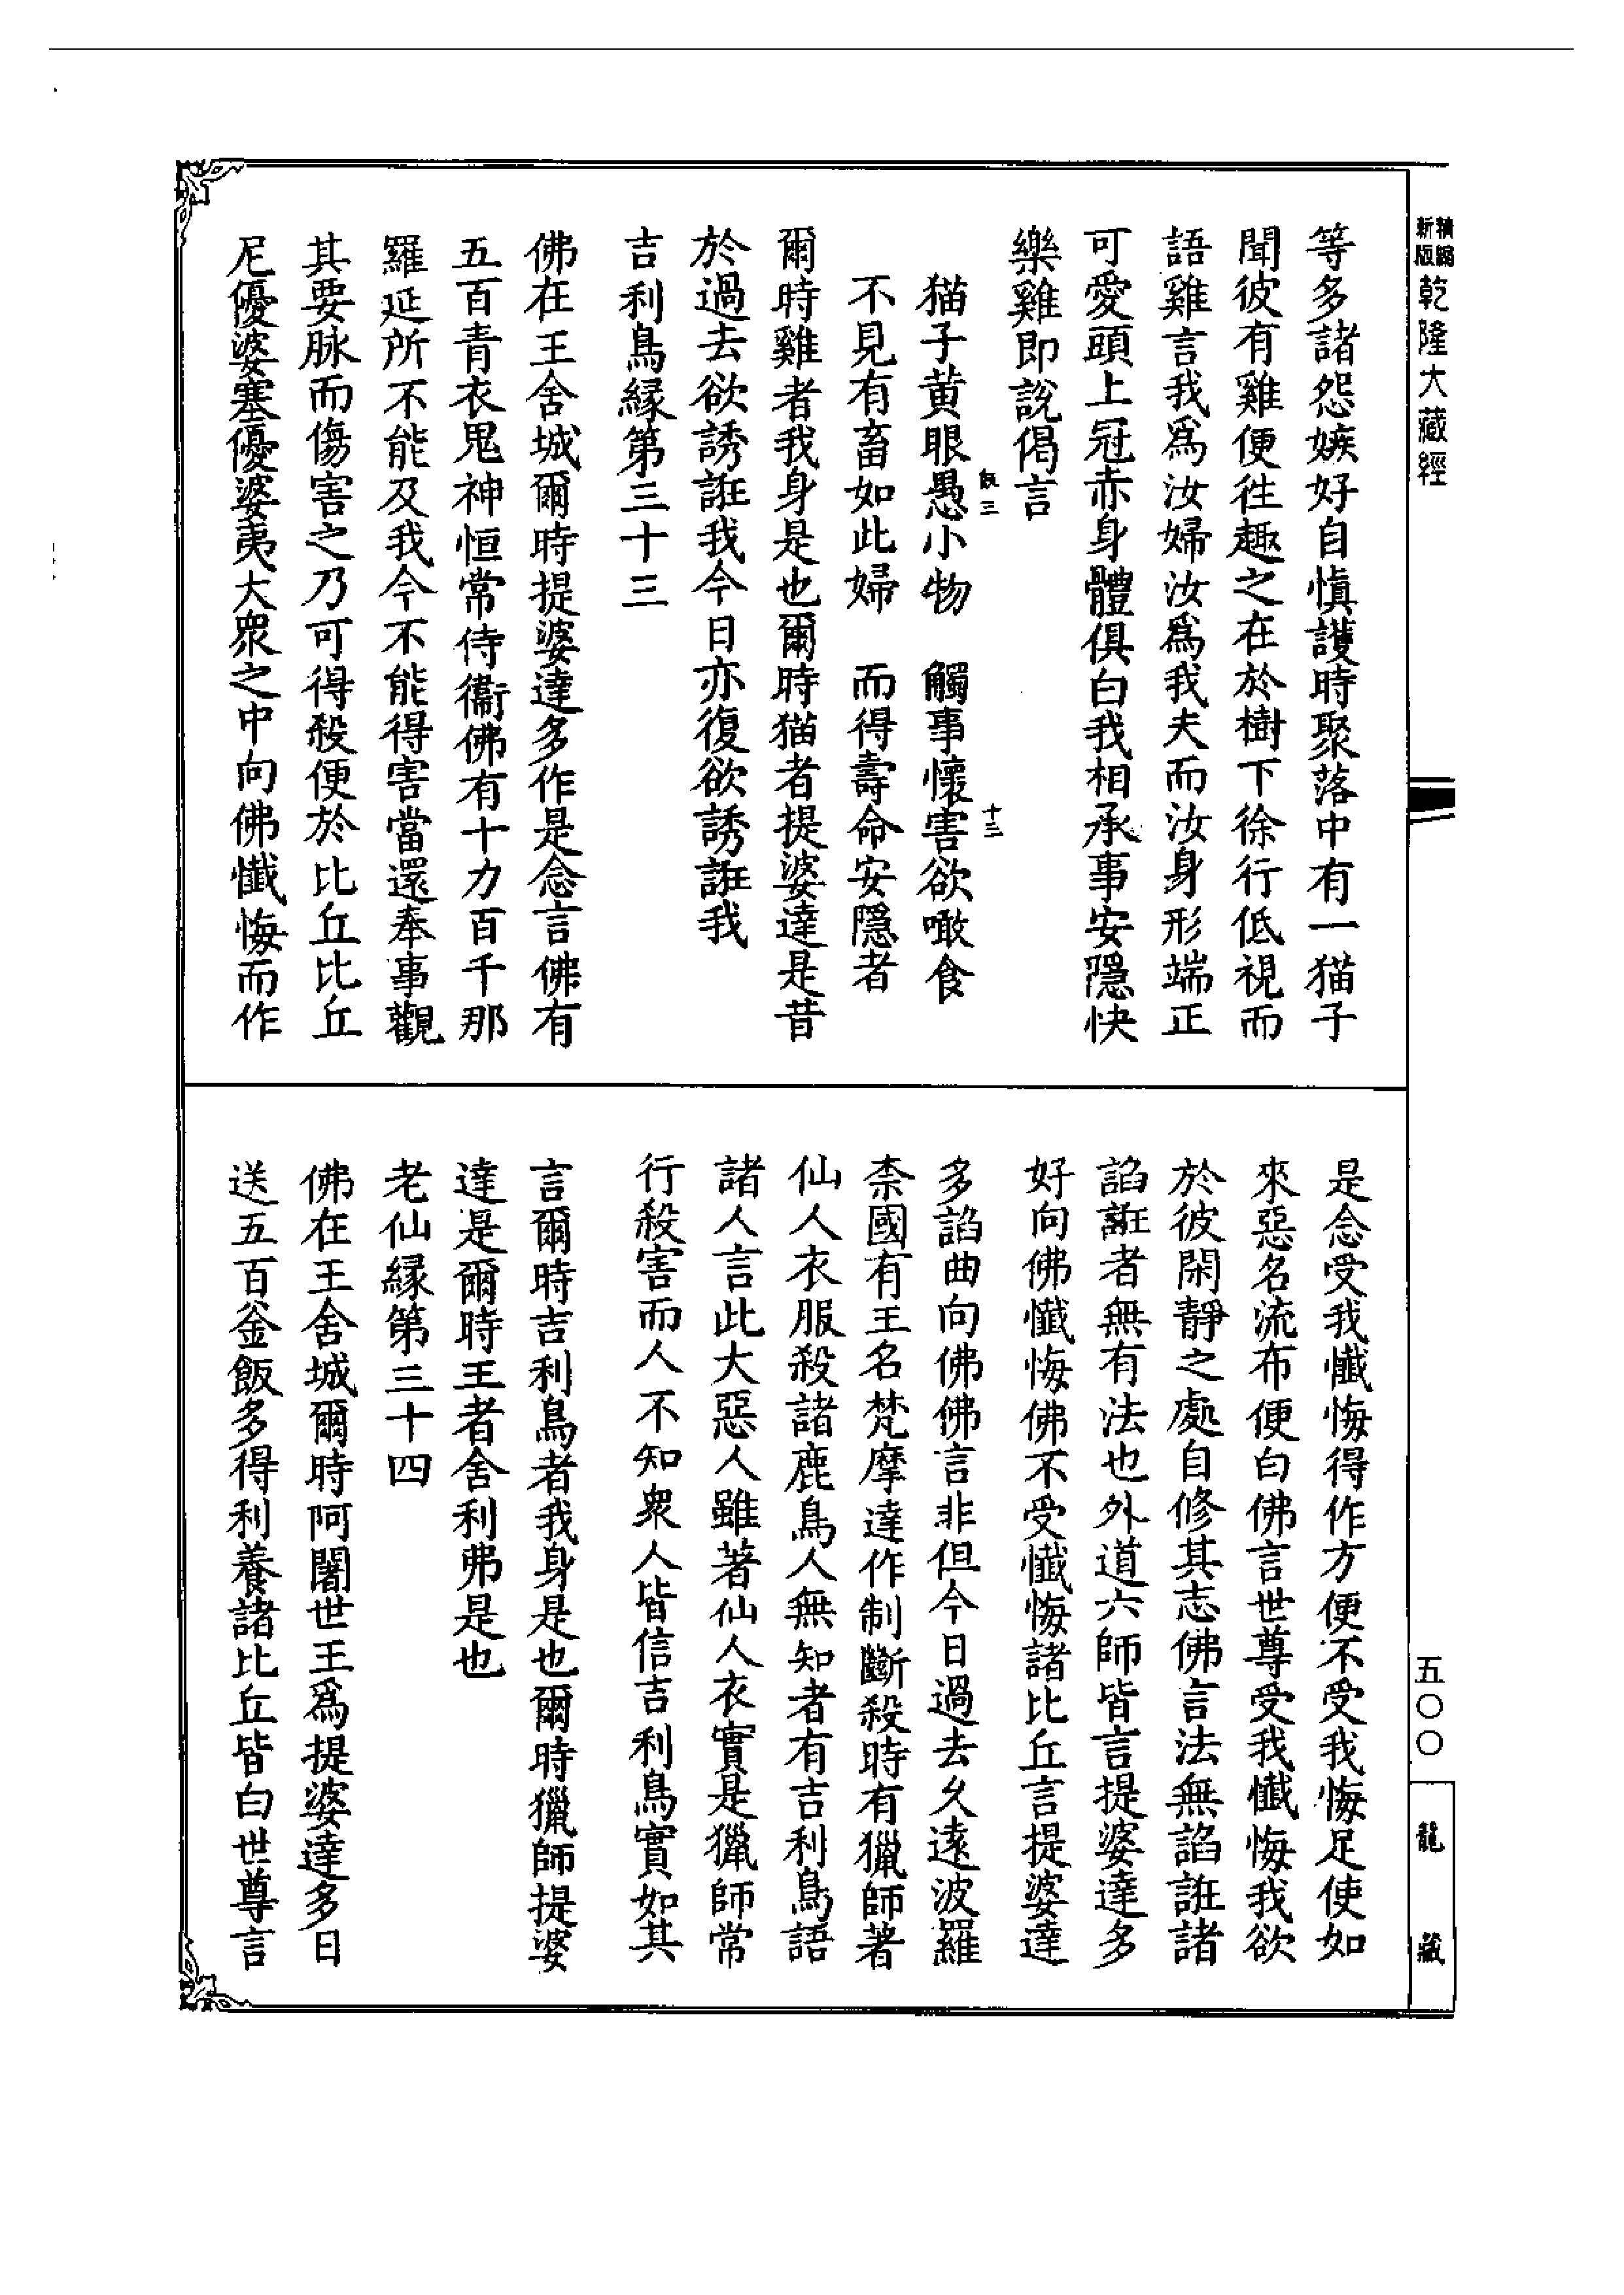 新版精編 乾隆大藏經
等多諸怨嫉好自慎護時聚落中有一猫子
聞彼有雞便往趣之在於樹下徐行低視而
語雞言我爲汝婦汝爲我夫而汝身形端正
可愛頭上冠赤身體俱白我相承事安隱快
樂雞即說偈言
猫子黄眼愚小物　觸事懷害欲噉食
不見有畜如此婦　而得壽命安隱者
爾時雞者我身是也爾時猫者提婆達是昔
於過去欲誘誑我今日亦復欲誘誑我
吉利鳥縁第三十三
佛在王舍城爾時提婆達多作是念言佛有
五百青衣鬼神恒常侍衞佛有十力百千那
羅延所不能及我今不能得害當還奉事觀
其要脉而傷害之乃可得殺便於比丘比丘
尼優婆塞優婆夷大衆之中向佛懺悔而作
是念受我懺悔得作方便不受我悔足使如
來惡名流布便白佛言世尊受我懺悔我欲
於彼閑靜之處自修其志佛言法無諂誑諸
諂誑者無有法也外道六師皆言提婆達多
好向佛懺悔佛不受懺悔諸比丘言提婆達
多諂曲向佛佛言非但今日過去久遠波羅
柰國有王名梵摩達作制斷殺時有獵師著
仙人衣服殺諸鹿鳥人無知者有吉利鳥語
諸人言此大惡人雖著仙人衣實是獵師常
行殺害而人不知衆人皆信吉利鳥實如其
言爾時吉利鳥者我身是也爾時獵師提婆
達是爾時王者舍利弗是也
老仙縁第三十四
佛在王舍城爾時阿闍世王爲提婆達多日
送五百釜飯多得利養諸比丘皆白世尊言
三
十三
五〇〇
龍藏